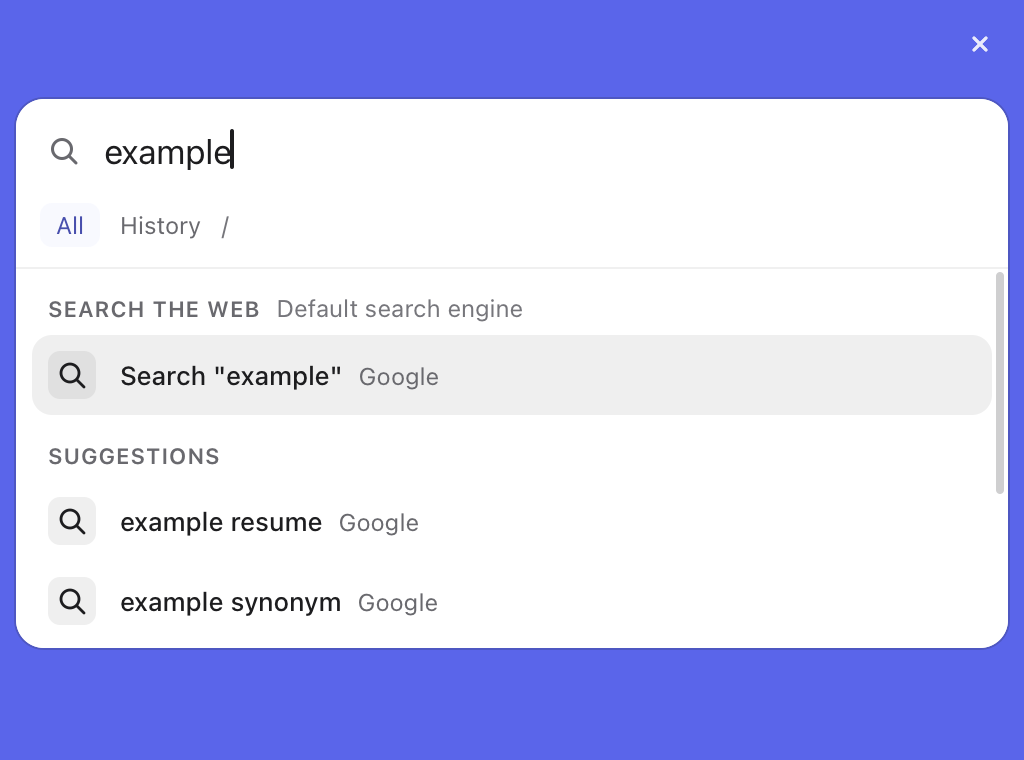 example
All History /
SEARCH THE WEB Default search engine
Search "example" Google
SUGGESTIONS
example resume Google
example synonym Google